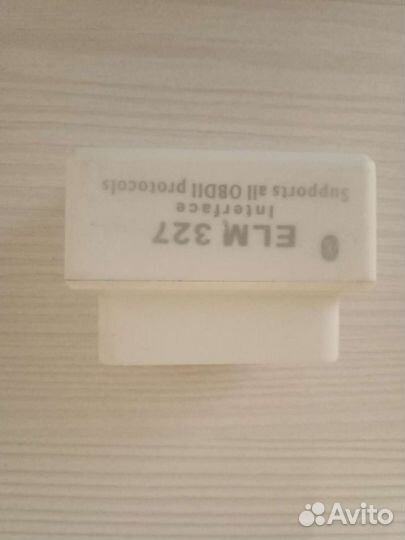 ELM 327
Interface
Supports all OBDII protocols
Avito